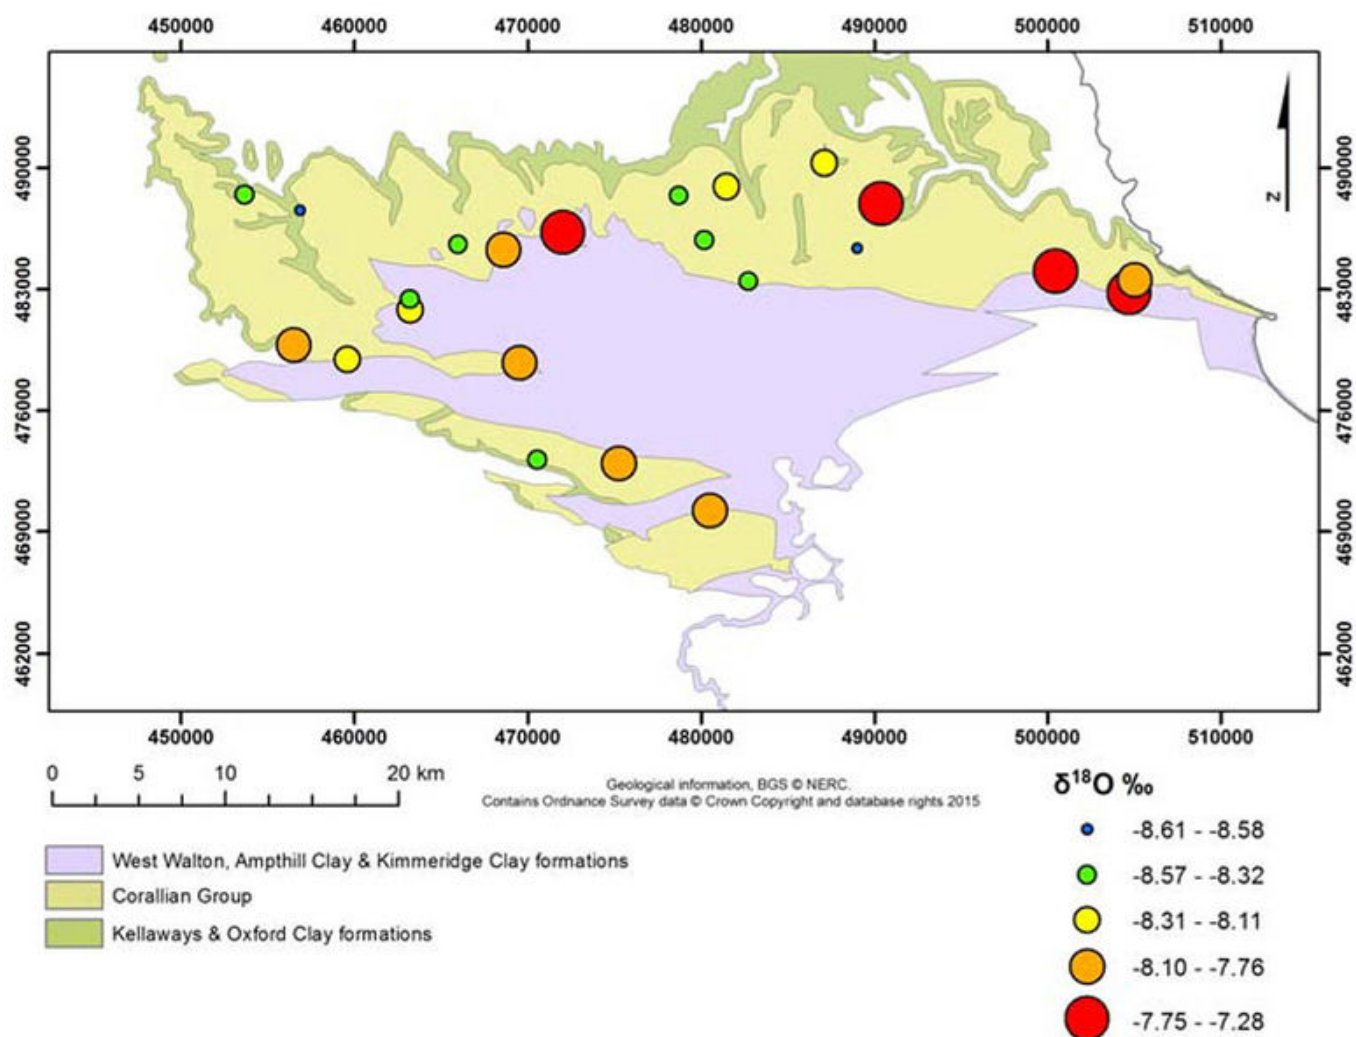 450000 460000 470000 480000 490000 500000 510000
490000 490000
483000 483000
476000 476000
469000 469000
462000 462000
N
450000 460000 470000 480000 490000 500000 510000
0 5 10 20 km
Geological information, BGS © NERC.
Contains Ordnance Survey data © Crown Copyright and database rights 2015
West Walton, Ampthill Clay & Kimmeridge Clay formations
Corallian Group
Kellaways & Oxford Clay formations
δ¹⁸O ‰
-8.61 - -8.58
-8.57 - -8.32
-8.31 - -8.11
-8.10 - -7.76
-7.75 - -7.28